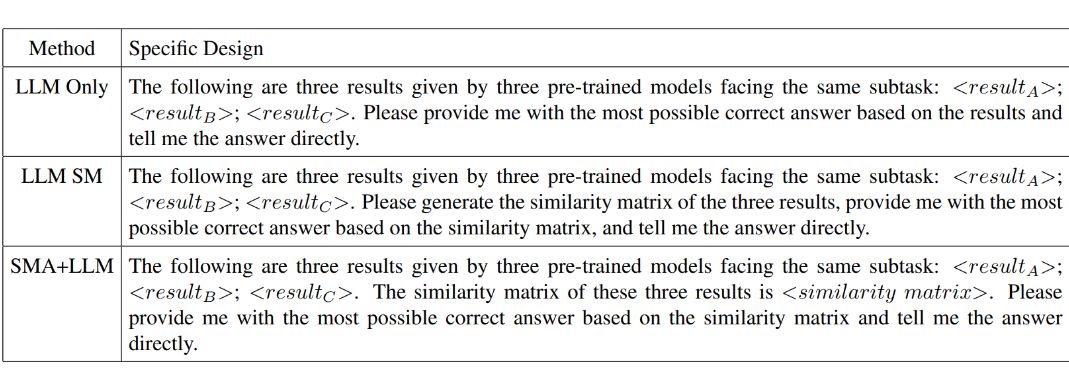 Method Specific Design
LLM Only The following are three results given by three pre-trained models facing the same subtask: <result_A>;
<result_B>; <result_C>. Please provide me with the most possible correct answer based on the results and
tell me the answer directly.
LLM SM The following are three results given by three pre-trained models facing the same subtask: <result_A>;
<result_B>; <result_C>. Please generate the similarity matrix of the three results, provide me with the most
possible correct answer based on the similarity matrix, and tell me the answer directly.
SMA+LLM The following are three results given by three pre-trained models facing the same subtask: <result_A>;
<result_B>; <result_C>. The similarity matrix of these three results is <similarity matrix>. Please
provide me with the most possible correct answer based on the similarity matrix and tell me the answer
directly.